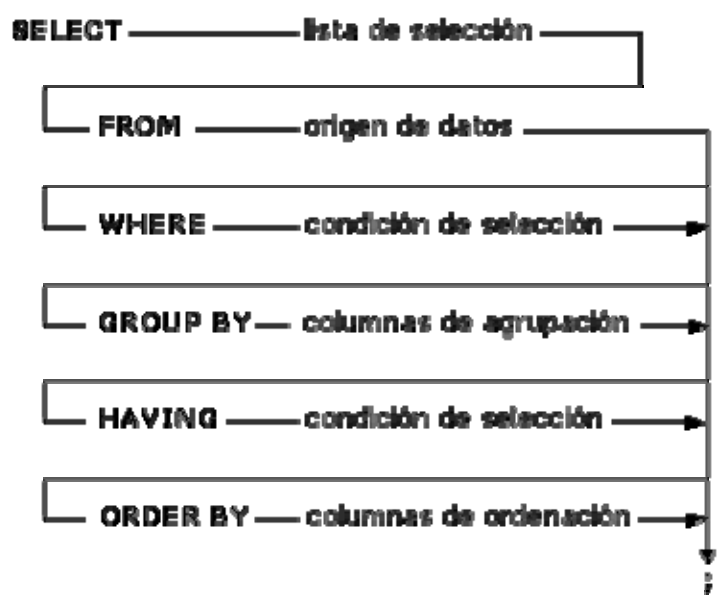 SELECT lista de selección
FROM origen de datos
WHERE condición de selección
GROUP BY columnas de agrupación
HAVING condición de selección
ORDER BY columnas de ordenación
;